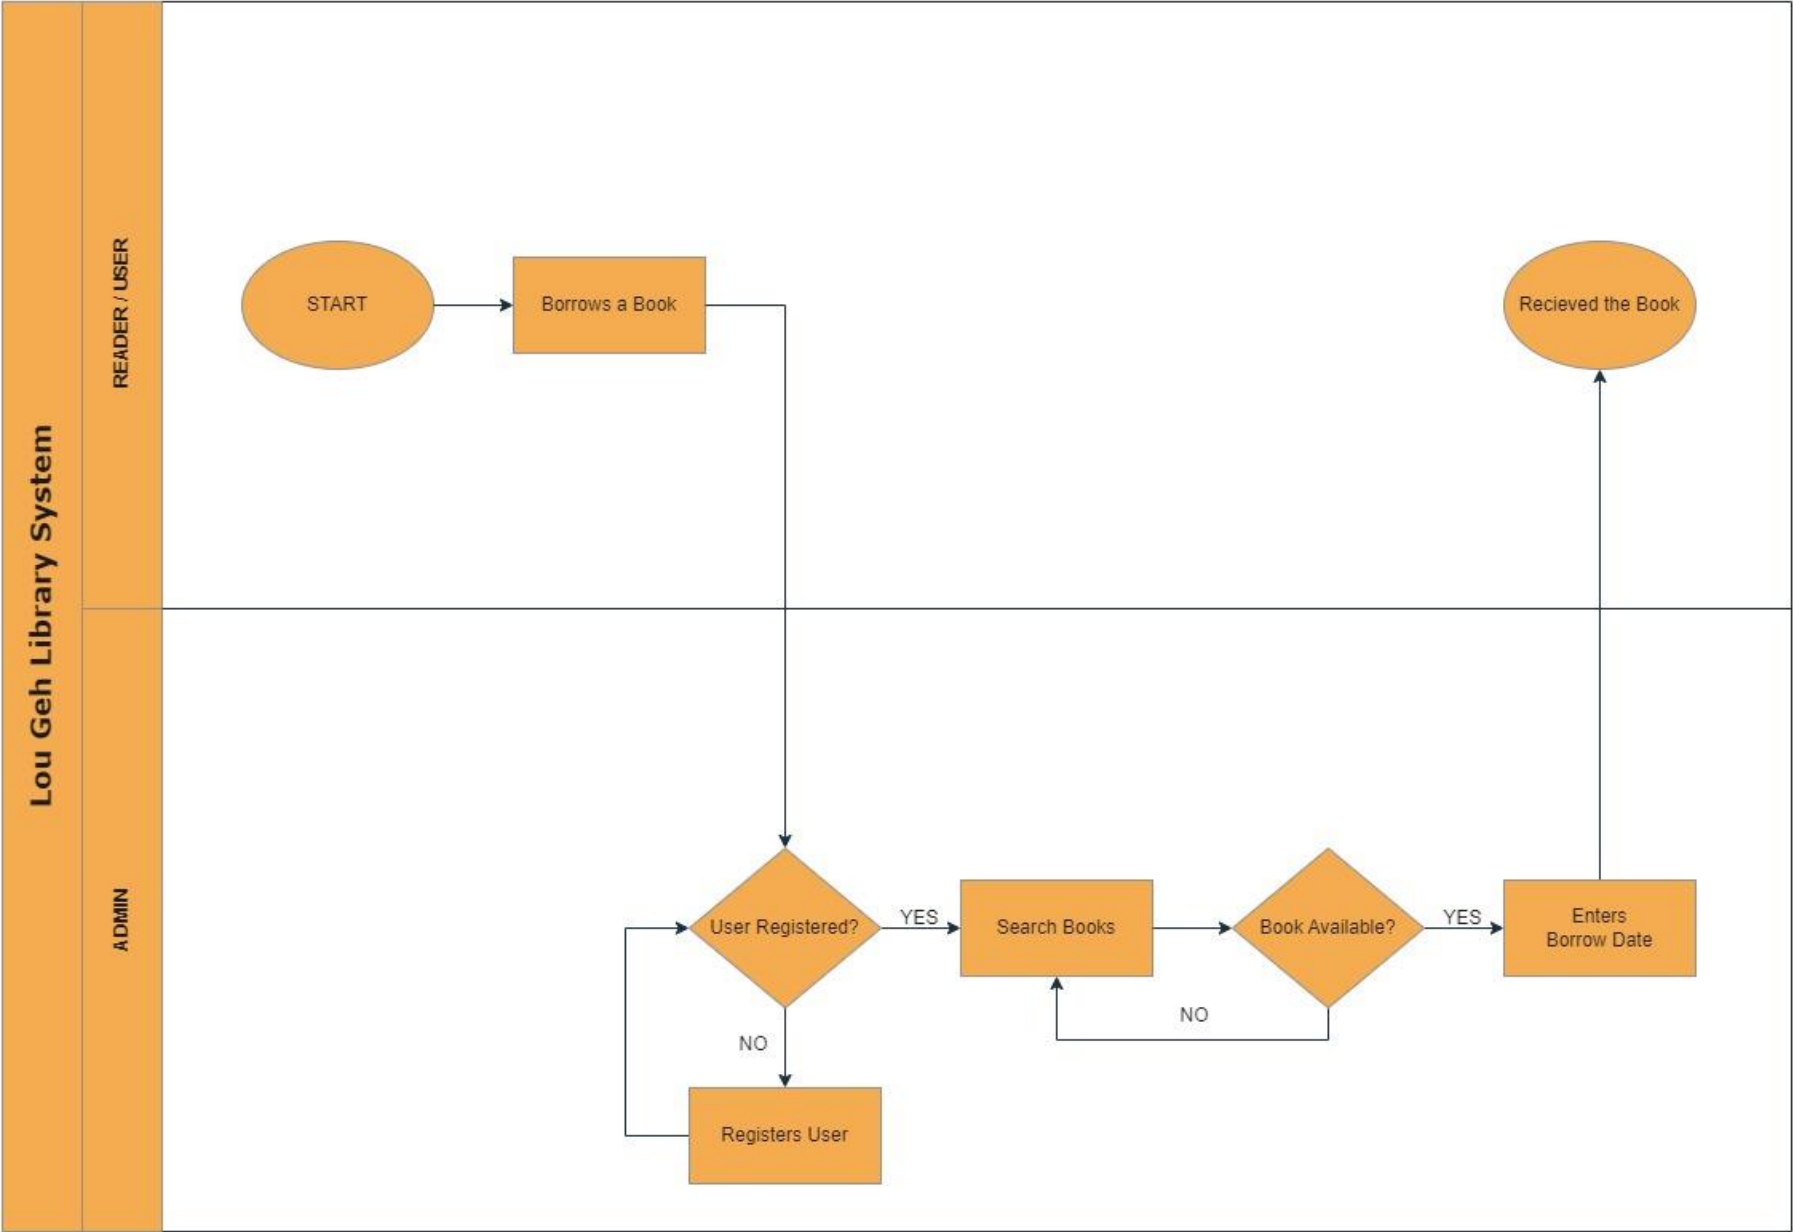 Lou Geh Library System
READER / USER
START
Borrows a Book
Recieved the Book
ADMIN
User Registered?
YES
Search Books
Book Available?
YES
Enters
Borrow Date
NO
NO
Registers User